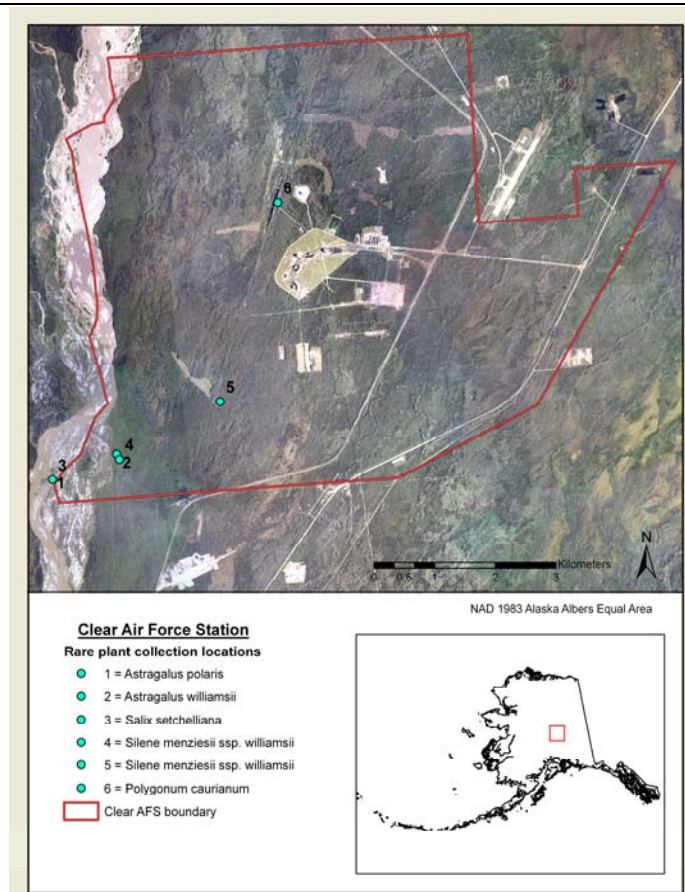 6
5
4
2
3
1
N
Kilometers
0 0.5 1 2 3
NAD 1983 Alaska Albers Equal Area
Clear Air Force Station
Rare plant collection locations
1 = Astragalus polaris
2 = Astragalus williamsii
3 = Salix setchelliana
4 = Silene menziesii ssp. williamsii
5 = Silene menziesii ssp. williamsii
6 = Polygonum caurianum
Clear AFS boundary